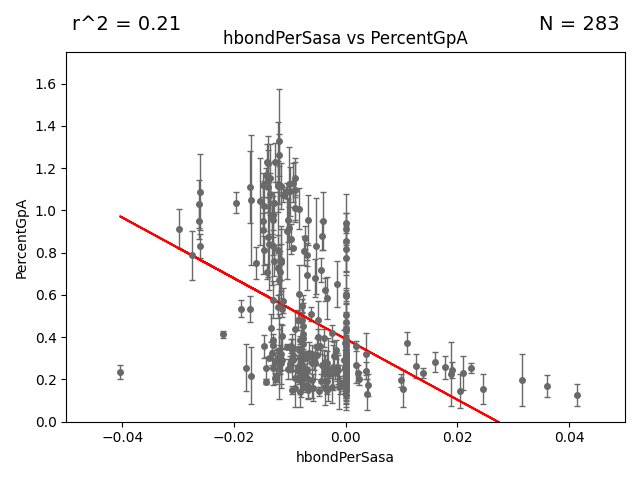 r^2 = 0.21
N = 283
hbondPerSasa vs PercentGpA
1.6
1.4
1.2
1.0
0.8
0.6
0.4
0.2
0.0
PercentGpA
−0.04
−0.02
0.00
0.02
0.04
hbondPerSasa